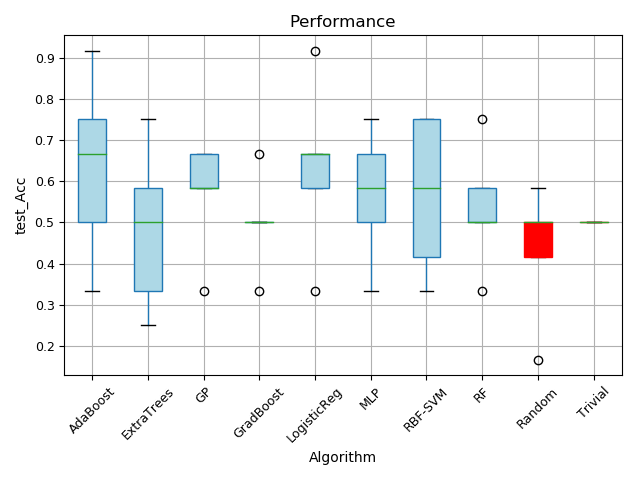 Performance
0.9
0.8
0.7
0.6
0.5
0.4
0.3
0.2
test_Acc
AdaBoost
ExtraTrees
GP
GradBoost
LogisticReg
MLP
RBF-SVM
RF
Random
Trivial
Algorithm